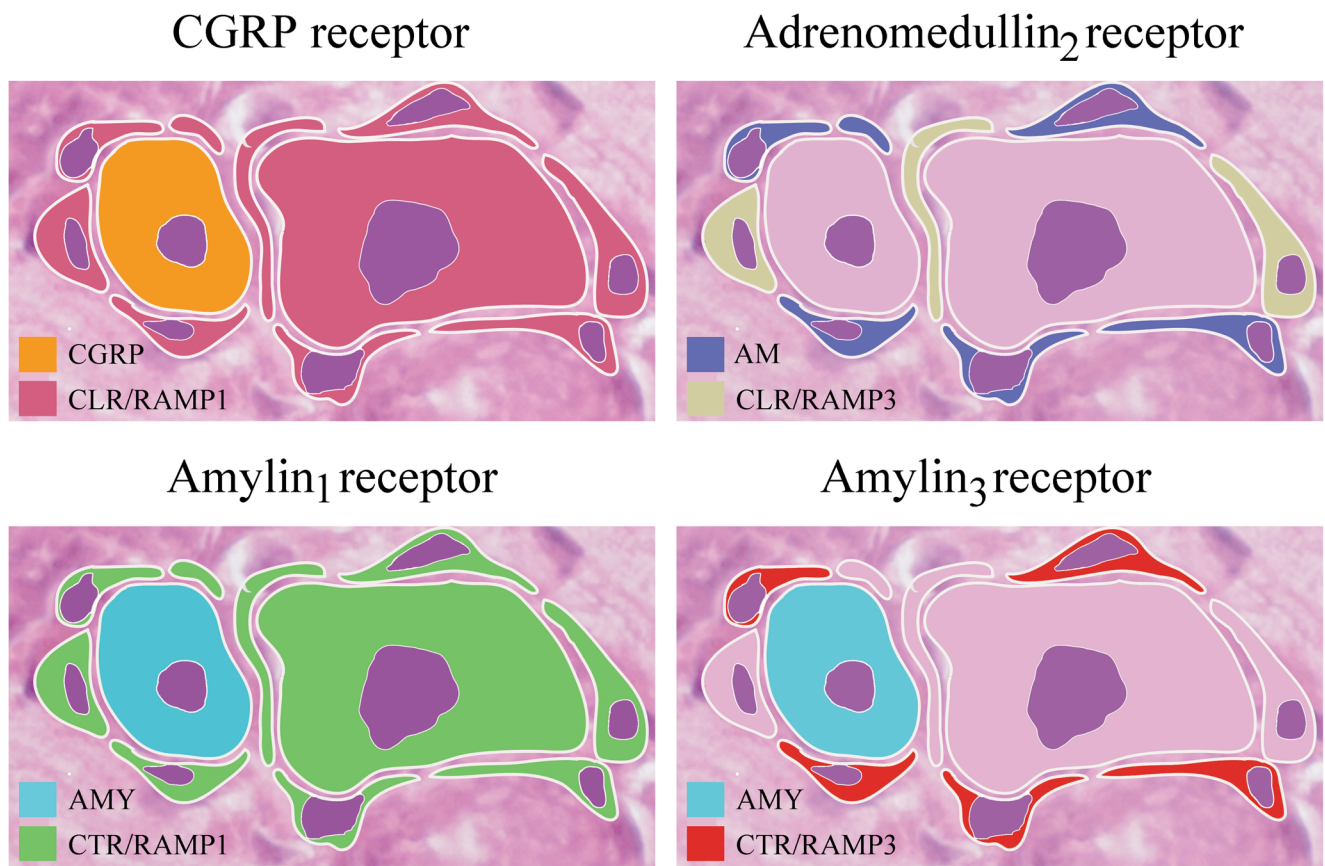 CGRP receptor
Adrenomedullin₂ receptor
CGRP
CLR/RAMP1
AM
CLR/RAMP3
Amylin₁ receptor
Amylin₃ receptor
AMY
CTR/RAMP1
AMY
CTR/RAMP3